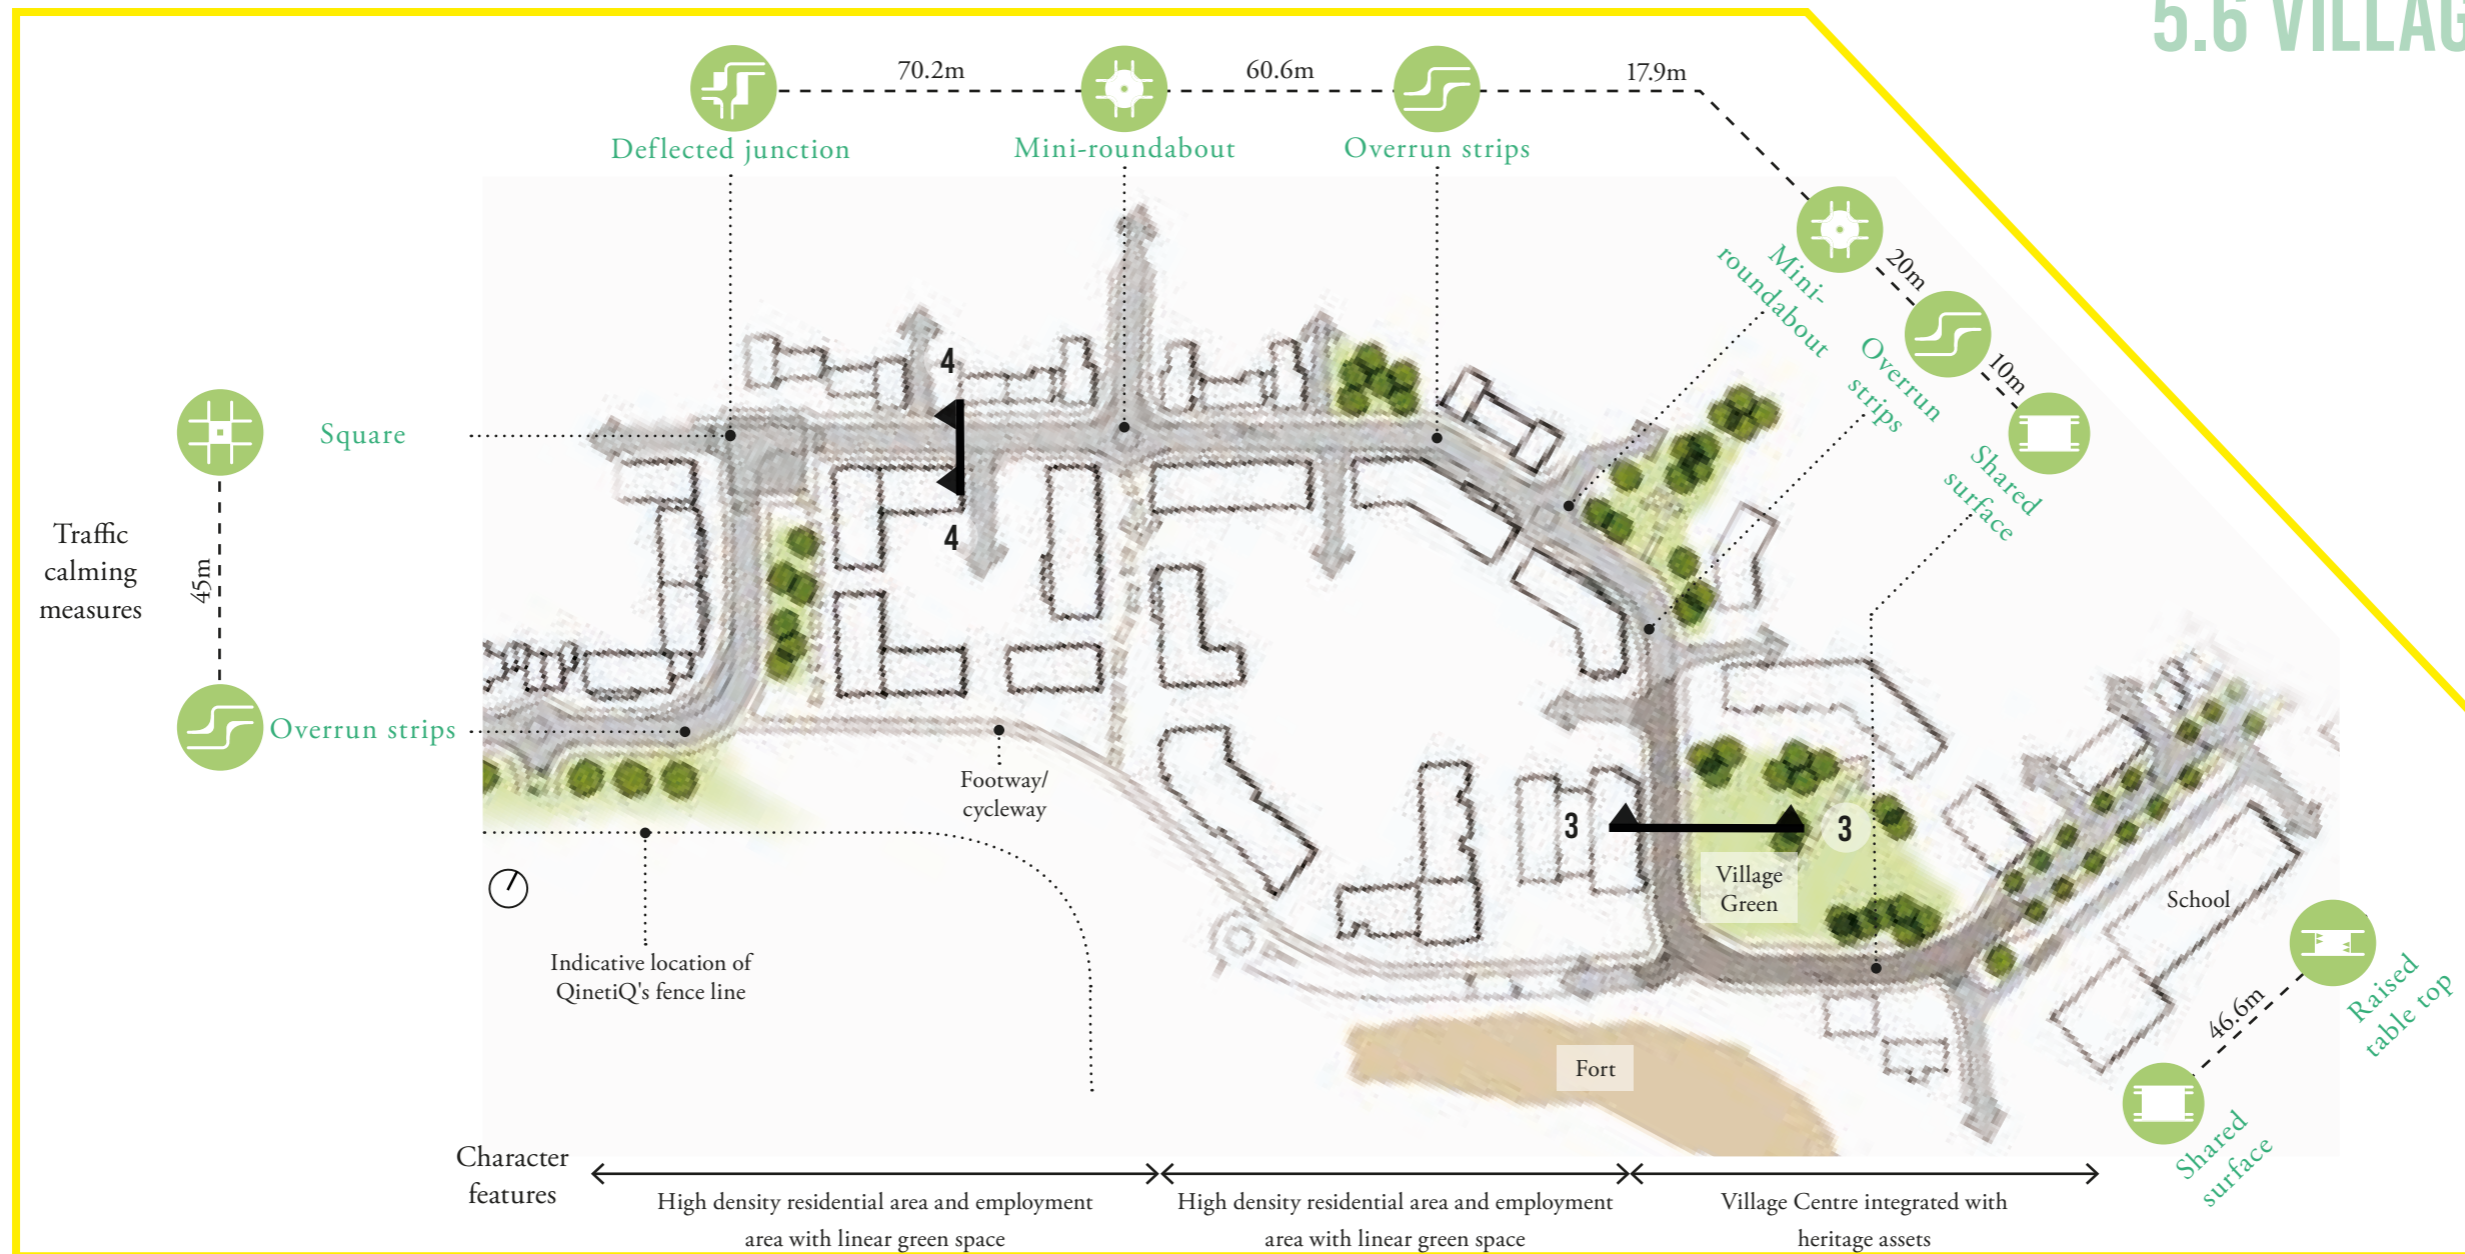 5.6 VILLAG
70.2m
60.6m
17.9m
Deflected junction
Mini-roundabout
Overrun strips
Mini-
roundabout
20m
Overrun
strips
10m
Shared
surface
4
4
Square
Traffic
calming
measures
45m
Overrun strips
Footway/
cycleway
3
3
Village
Green
School
Indicative location of
QinetiQ's fence line
Raised
table top
46.6m
Shared
surface
Fort
Character
features
High density residential area and employment
area with linear green space
High density residential area and employment
area with linear green space
Village Centre integrated with
heritage assets